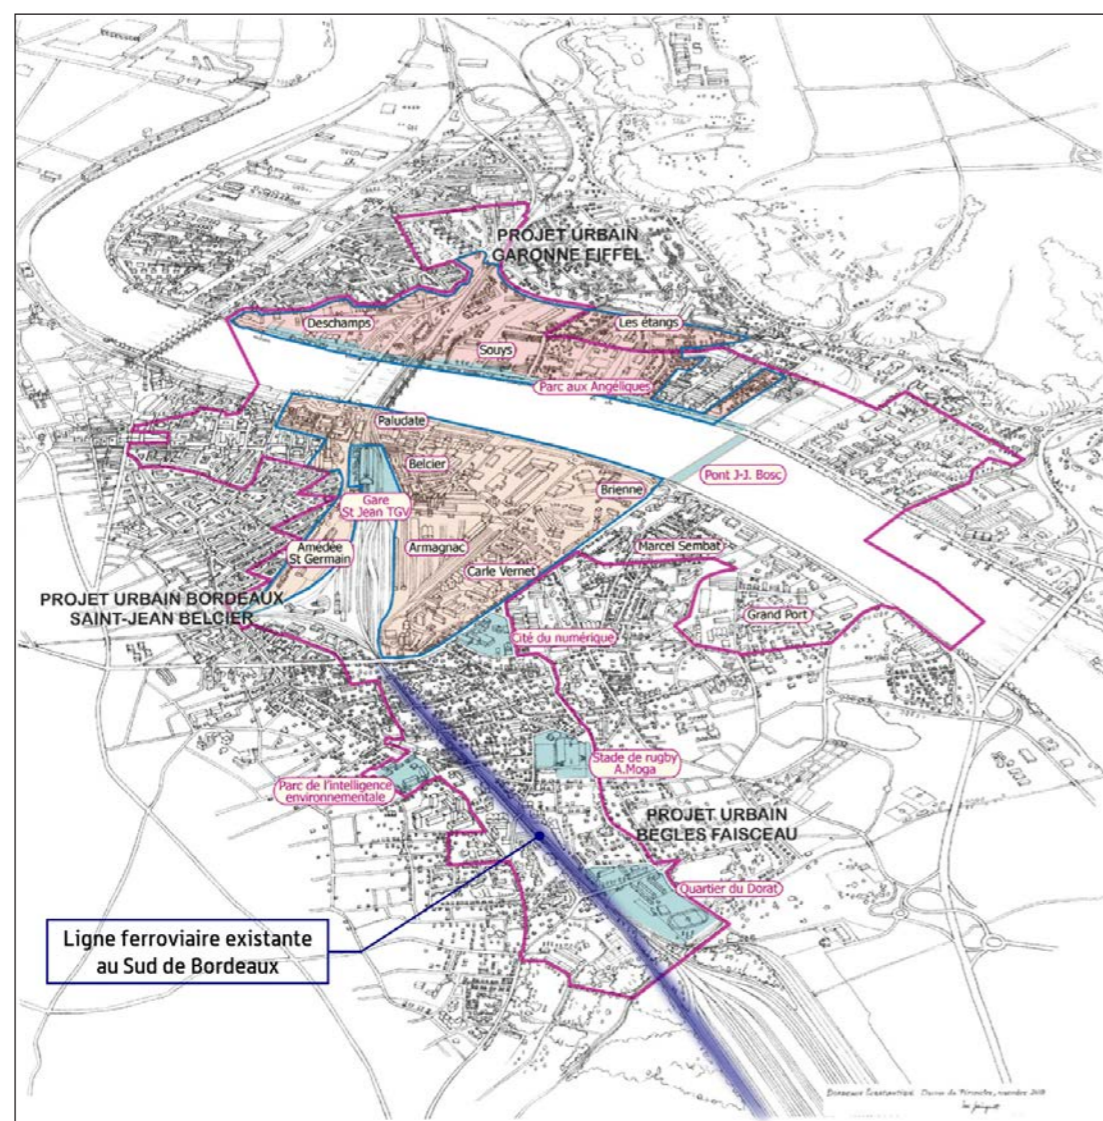 PROJET URBAIN
GARONNE EIFFEL
Deschamps
Les étangs
Souys
Parc aux Angéliques
Paludate
Belcier
Pont J-J. Bosc
Brienne
Gare
St Jean TGV
Amédée
St Germain
Armagnac
Marcel Sembat
Carle Vernet
PROJET URBAIN BORDEAUX
SAINT-JEAN BELCIER
Grand Port
Cité du numérique
Stade de rugby
A.Moga
Parc de l'intelligence
environnementale
PROJET URBAIN
BÈGLES FAISCEAU
Quartier du Dorat
Ligne ferroviaire existante
au Sud de Bordeaux